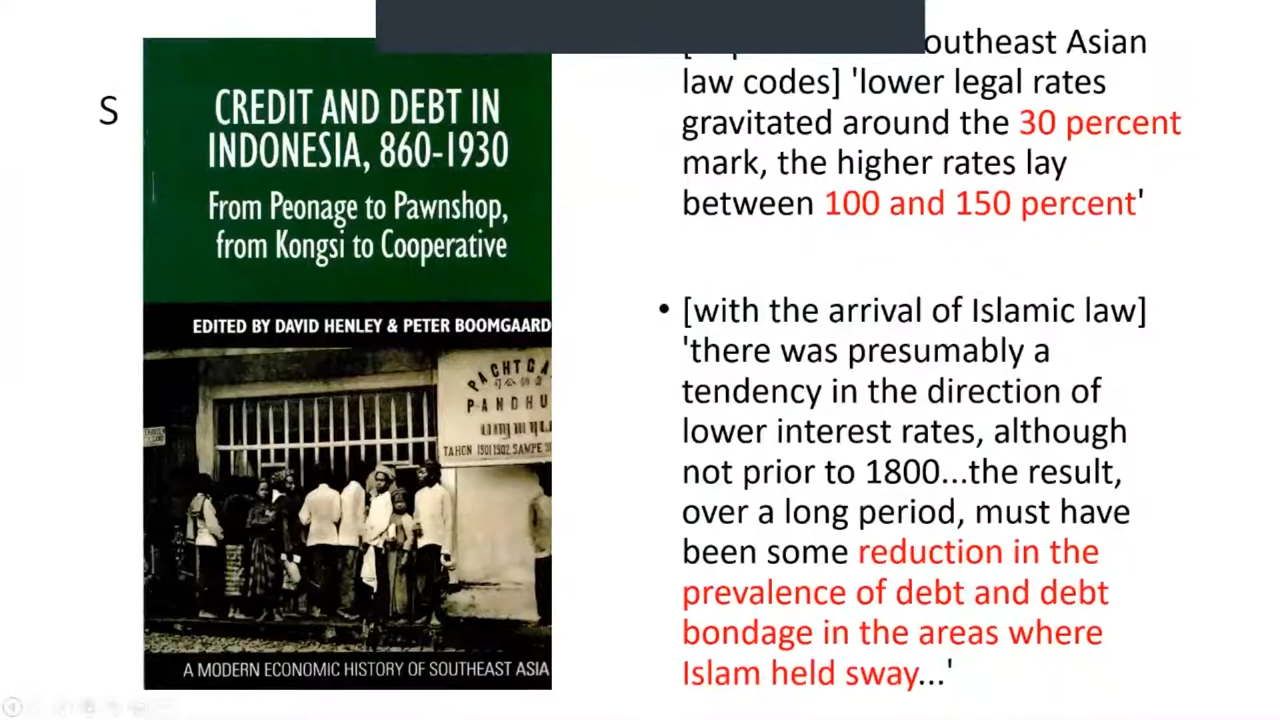 S
CREDIT AND DEBT IN
INDONESIA, 860-1930
From Peonage to Pawnshop,
from Kongsi to Cooperative
EDITED BY DAVID HENLEY & PETER BOOMGAARD
PANDHU
TAHON 1901/1902 SAMPE
A MODERN ECONOMIC HISTORY OF SOUTHEAST ASIA
outheast Asian
law codes] 'lower legal rates
gravitated around the 30 percent
mark, the higher rates lay
between 100 and 150 percent'
• [with the arrival of Islamic law]
'there was presumably a
tendency in the direction of
lower interest rates, although
not prior to 1800...the result,
over a long period, must have
been some reduction in the
prevalence of debt and debt
bondage in the areas where
Islam held sway...'